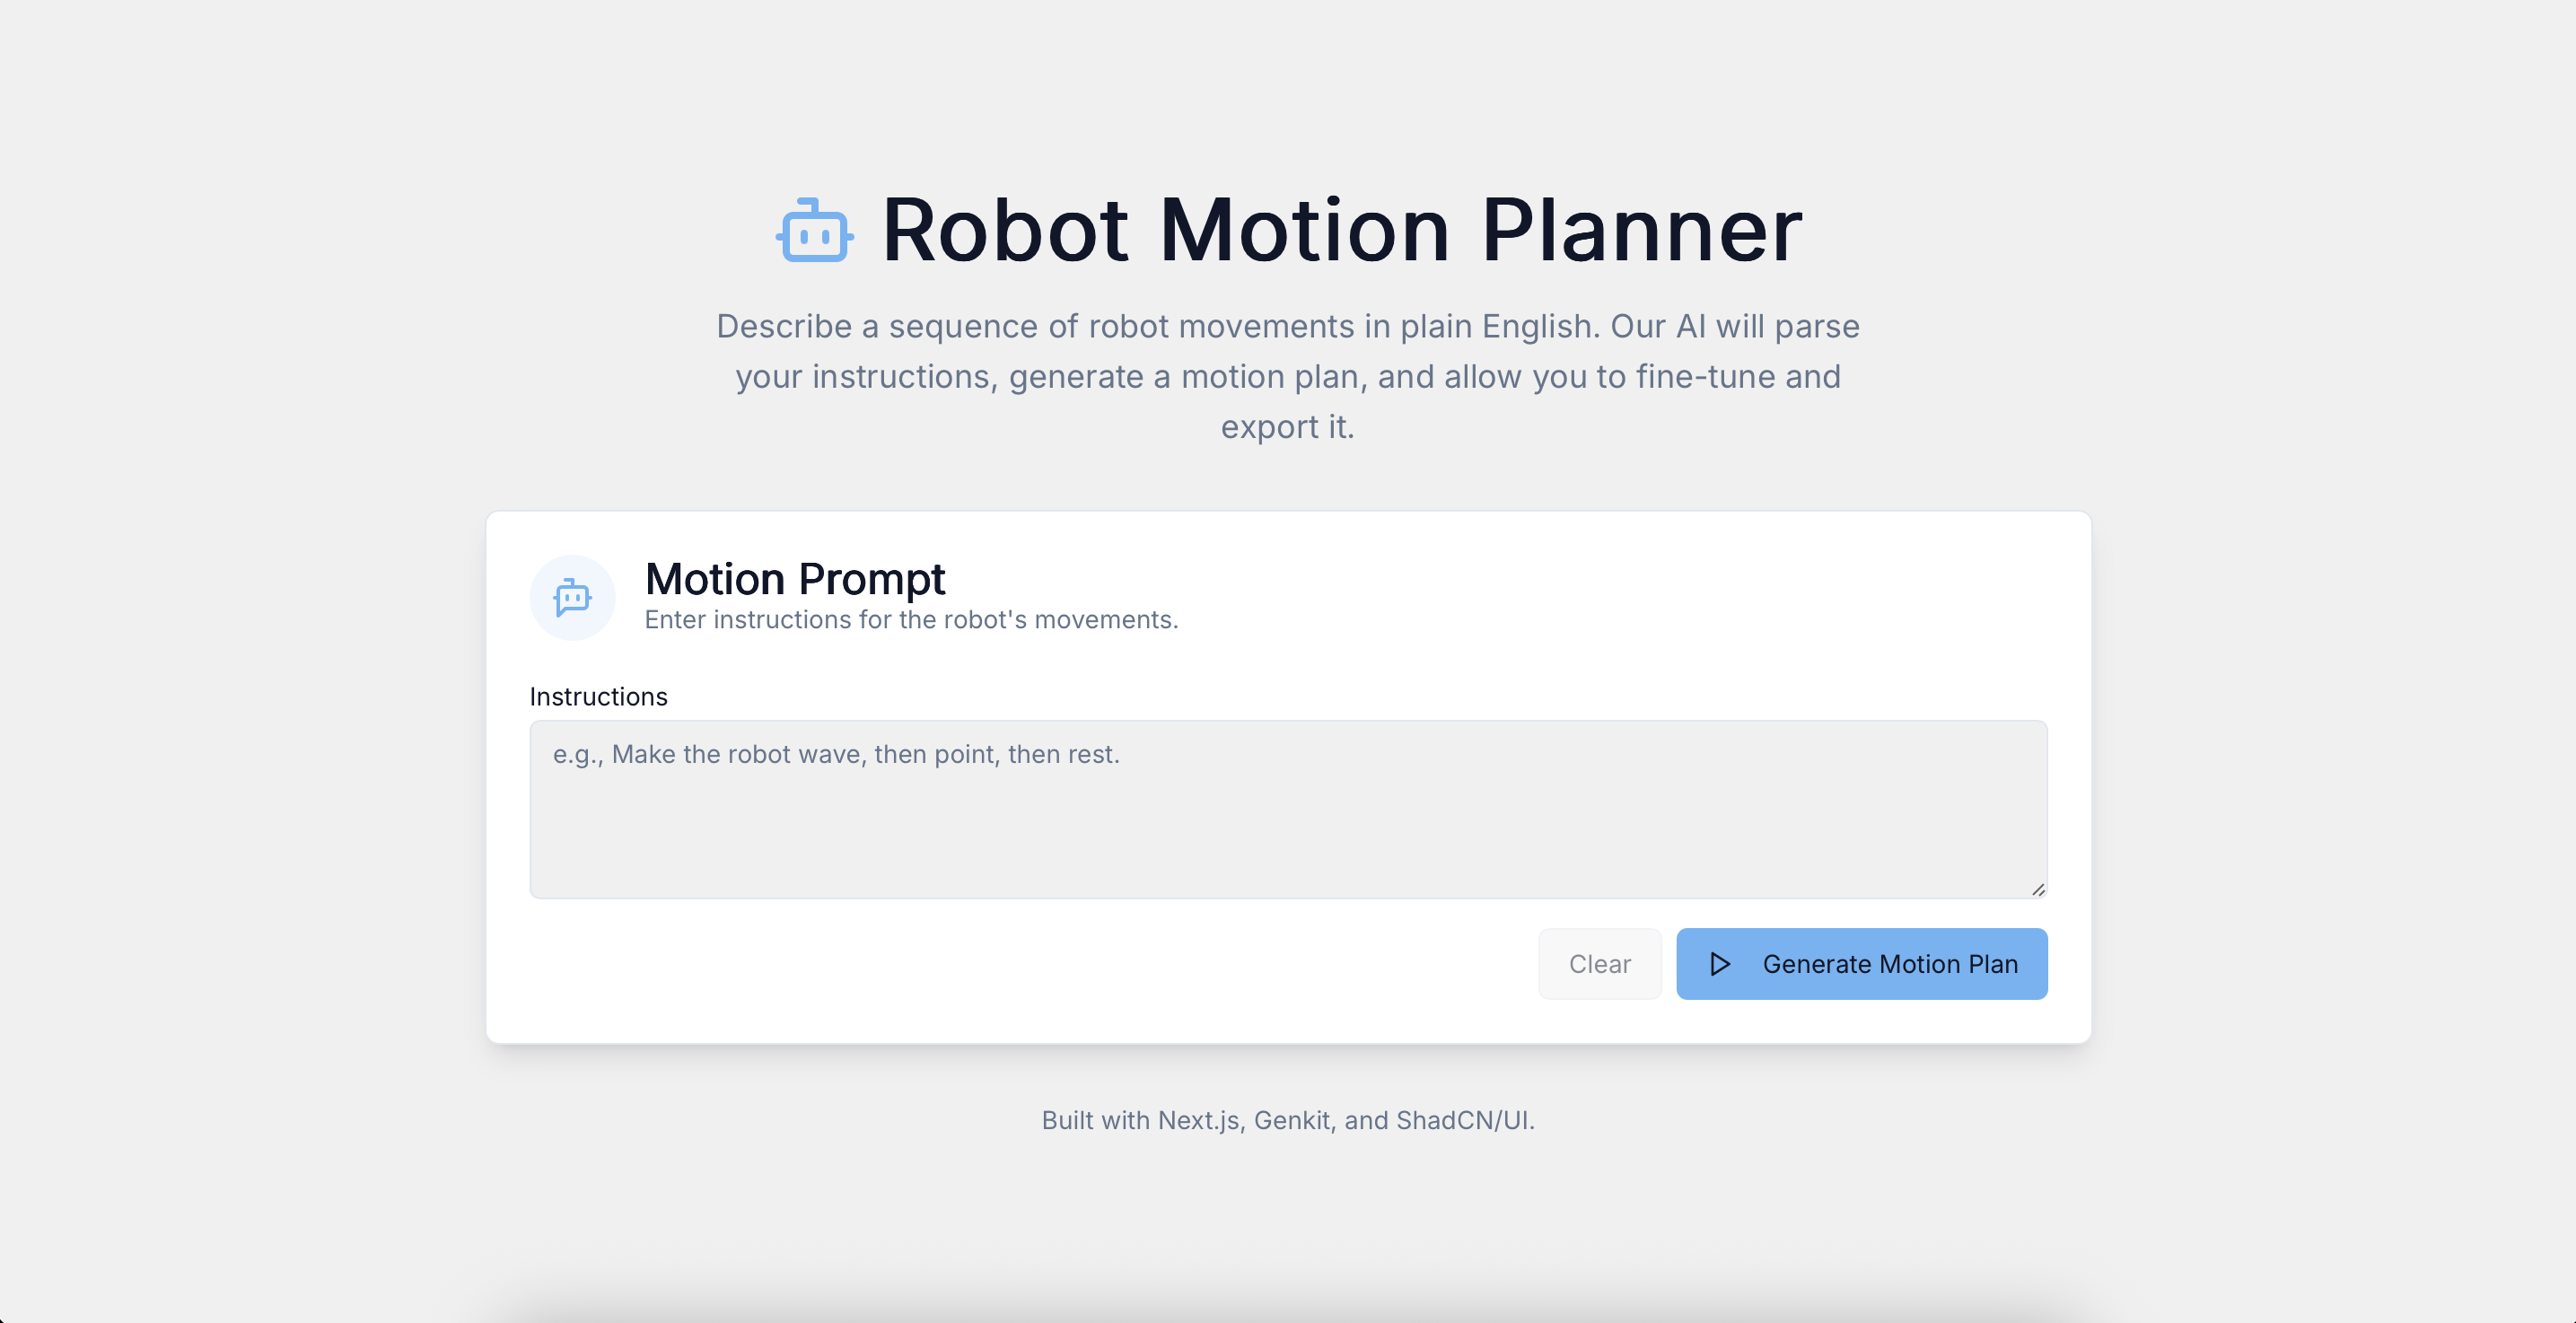 Robot Motion Planner
Describe a sequence of robot movements in plain English. Our AI will parse
your instructions, generate a motion plan, and allow you to fine-tune and
export it.
Motion Prompt
Enter instructions for the robot's movements.
Instructions
e.g., Make the robot wave, then point, then rest.
Clear
Generate Motion Plan
Built with Next.js, Genkit, and ShadCN/UI.